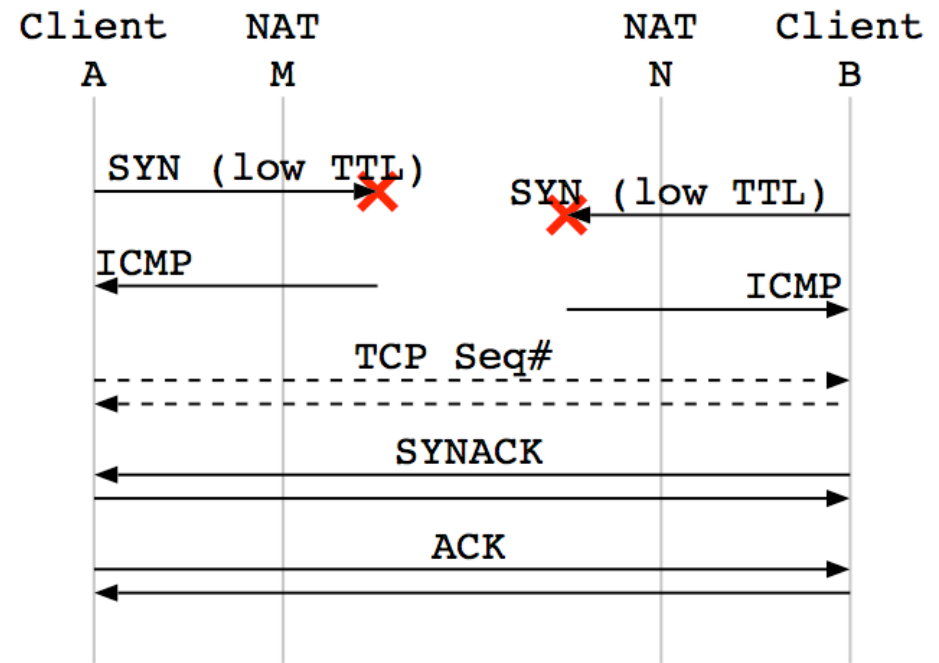 Client NAT NAT Client
A M N B
SYN (low TTL)
SYN (low TTL)
ICMP
ICMP
TCP Seq#
SYNACK
ACK